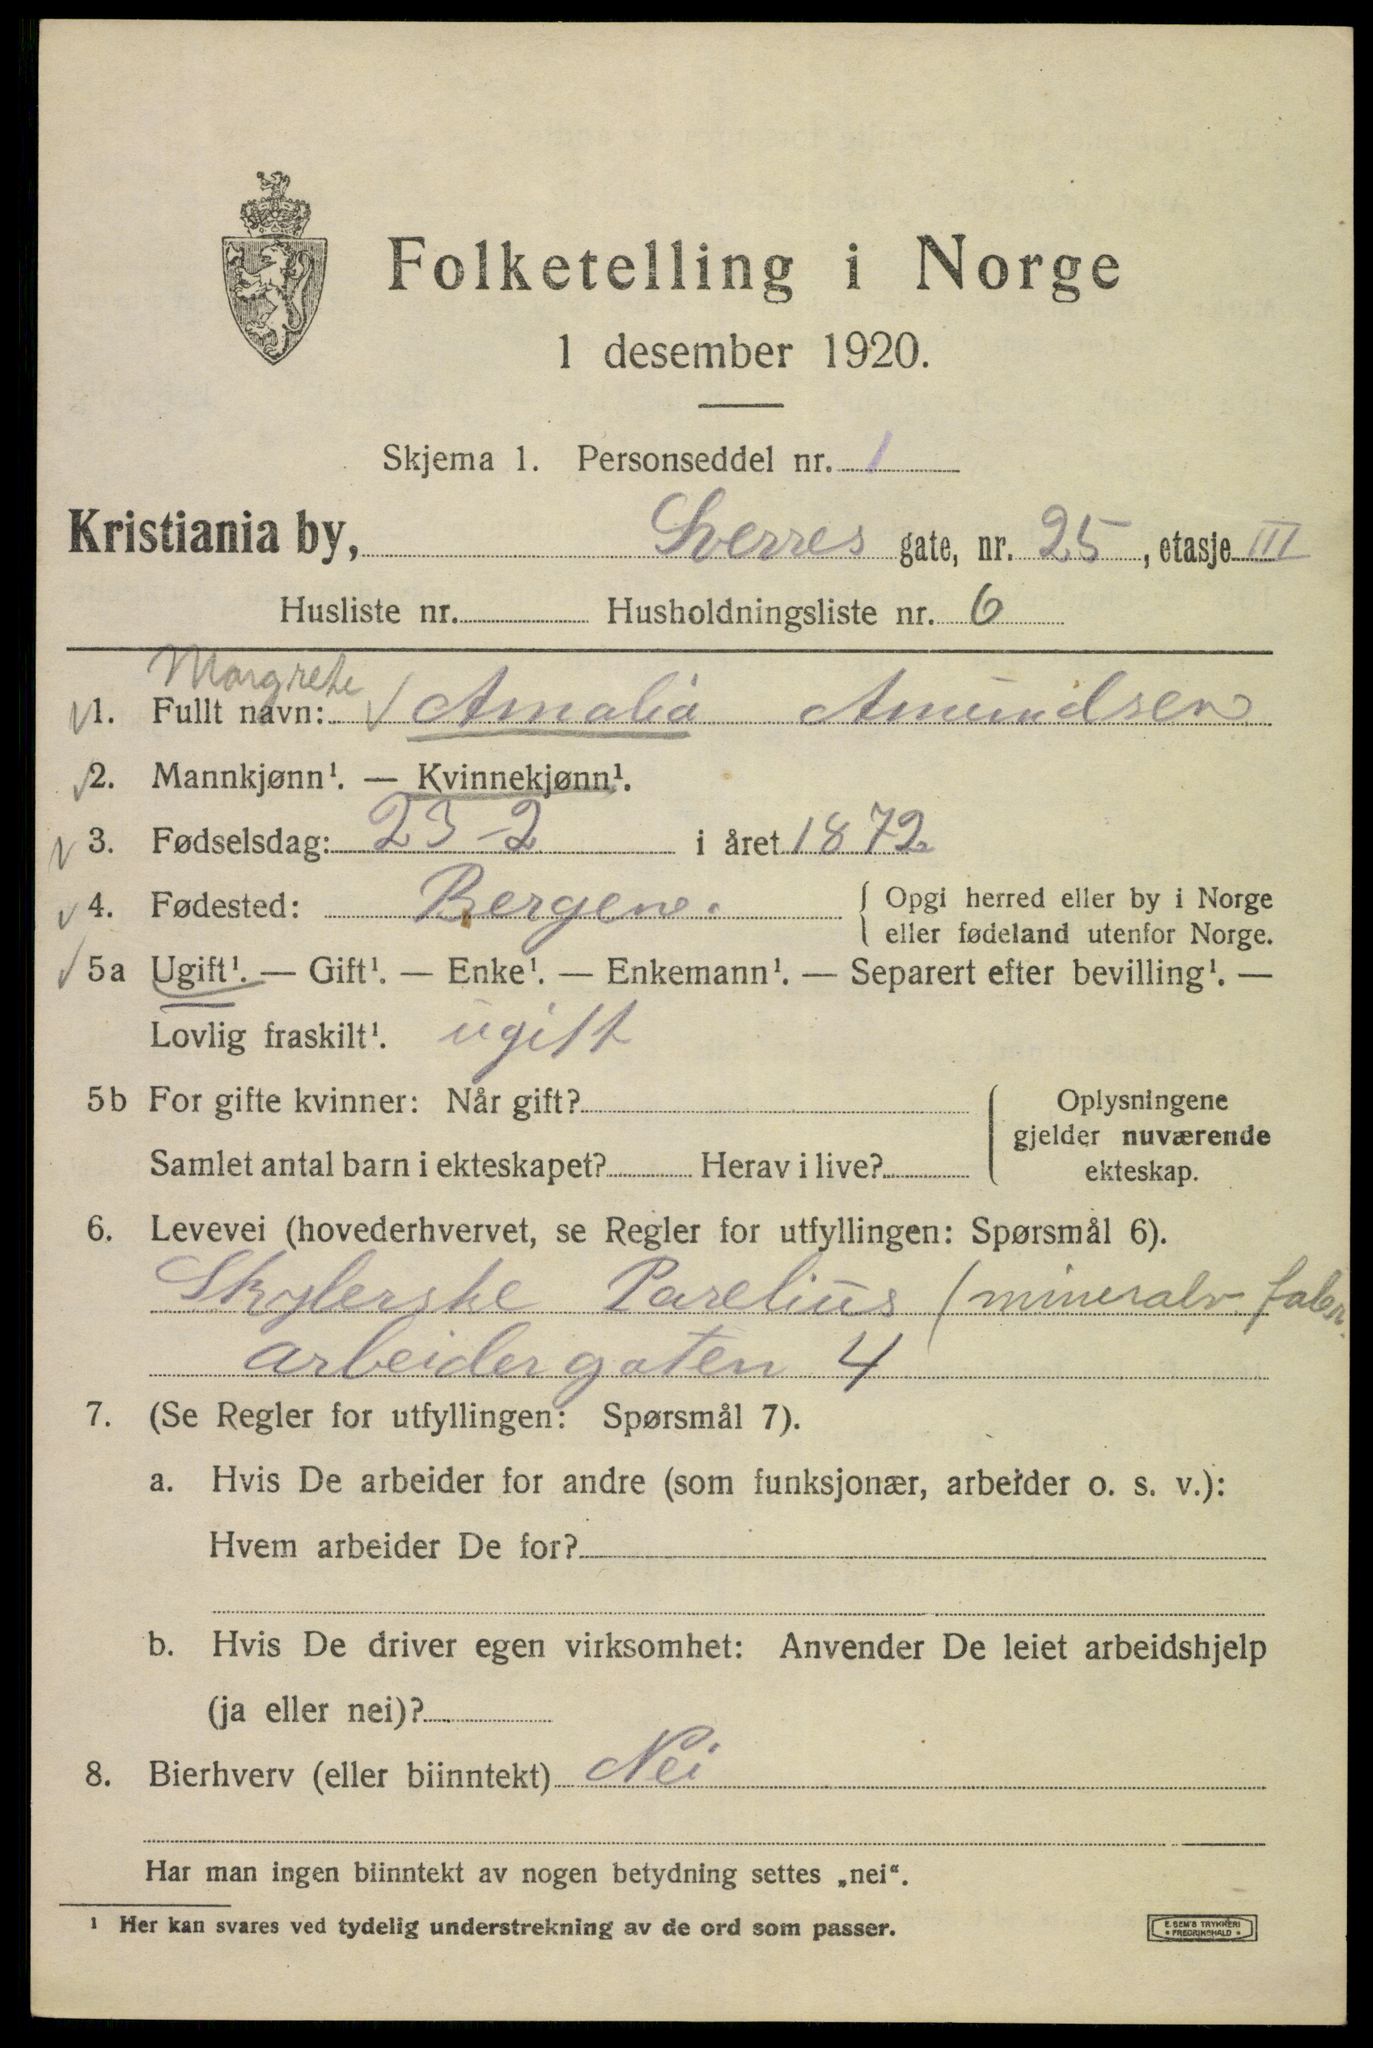 Folketelling i Norge
1 desember 1920.
Skjema 1. Personseddel nr. 1
Kristiania by, Sverres gate, nr. 25, etasje III
Husliste nr. Husholdningsliste nr. 6
Margrete
1. Fullt navn: Amalia Amundsen
2. Mannkjønn¹. — Kvinnekjønn¹.
3. Fødselsdag: 23-2 i året 1872.
4. Fødested: Bergen. { Opgi herred eller by i Norge
eller fødeland utenfor Norge.
5a Ugift¹. — Gift¹. — Enke¹. — Enkemann¹. — Separert efter bevilling¹. —
Lovlig fraskilt¹. ugift
5b For gifte kvinner: Når gift?
Samlet antal barn i ekteskapet? Herav i live?
Oplysningene
gjelder nuværende
ekteskap.
6. Levevei (hovederhvervet, se Regler for utfyllingen: Spørsmål 6).
Skylerske Parelius (mineralv. fabr.
arbeidergaten 4
7. (Se Regler for utfyllingen: Spørsmål 7).
a. Hvis De arbeider for andre (som funksjonær, arbeider o. s. v.):
Hvem arbeider De for?
b. Hvis De driver egen virksomhet: Anvender De leiet arbeidshjelp
(ja eller nei)?
8. Bierhverv (eller biinntekt) Nei
Har man ingen biinntekt av nogen betydning settes „nei“.
¹ Her kan svares ved tydelig understrekning av de ord som passer.
E. SEM'S TRYKKERI
FREDRIKSHALD